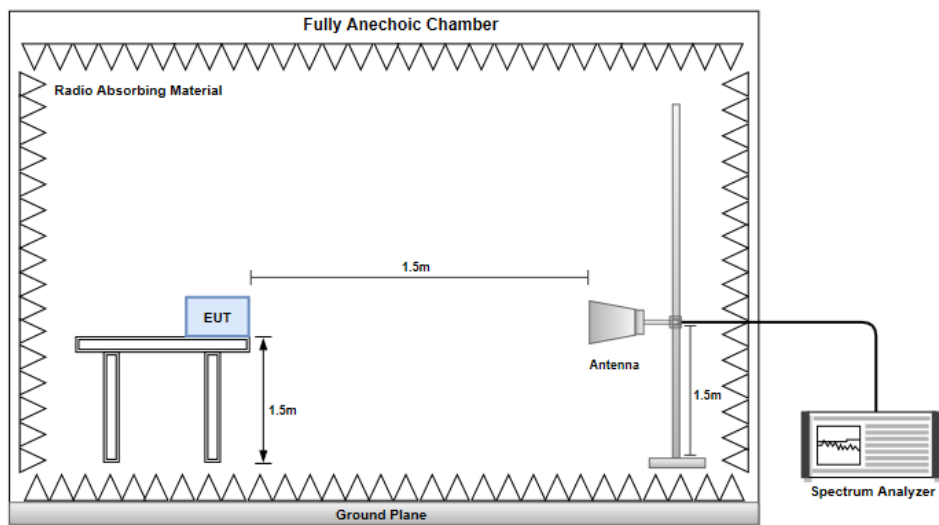 Fully Anechoic Chamber
Radio Absorbing Material
1.5m
EUT
Antenna
1.5m
1.5m
Spectrum Analyzer
Ground Plane